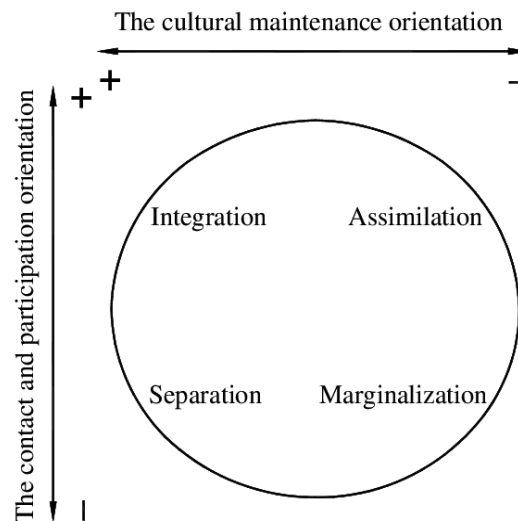 The cultural maintenance orientation
+ –
+
The contact and participation orientation
Integration Assimilation
Separation Marginalization
–